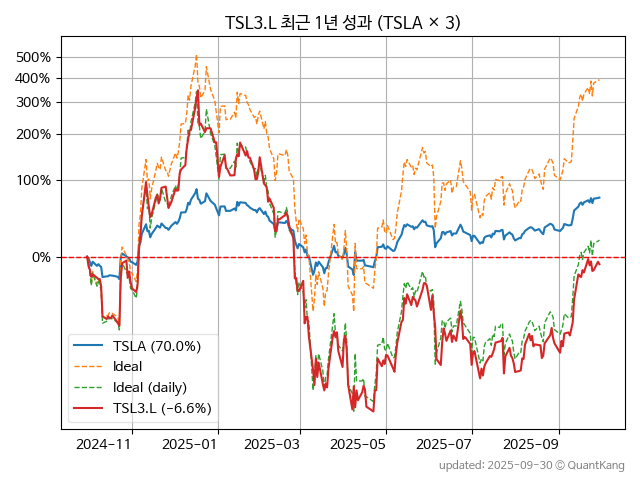 TSL3.L 최근 1년 성과 (TSLA × 3)
500%
400%
300%
200%
100%
0%
TSLA (70.0%)
Ideal
Ideal (daily)
TSL3.L (−6.6%)
2024−11 2025−01 2025−03 2025−05 2025−07 2025−09
updated: 2025-09-30 © QuantKang